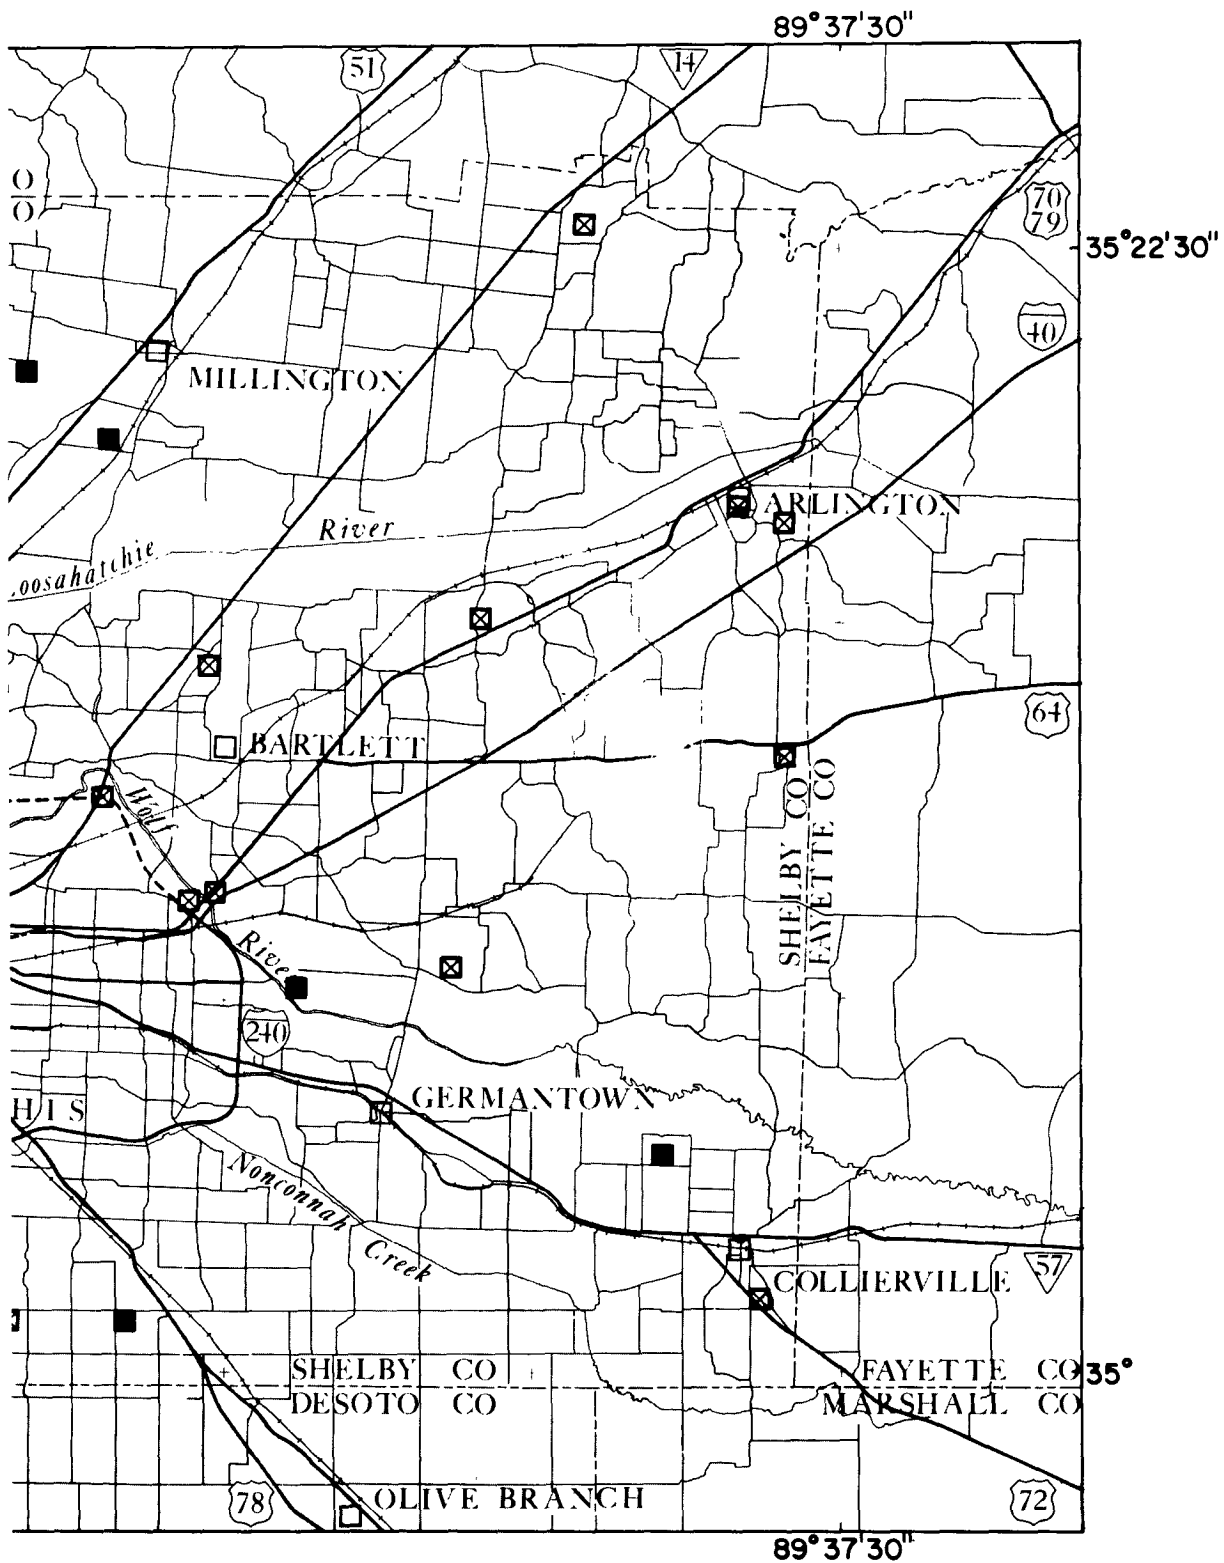 89°37'30"
51
14
O
O
70
79
35°22'30"
40
MILLINGTON
ARLINGTON
River
Loosahatchie
64
BARTLETT
Wolf
SHELBY CO
FAYETTE CO
River
240
GERMANTOWN
HIS
Nonconnah Creek
57
COLLIERVILLE
SHELBY CO
FAYETTE CO
35°
DESOTO CO
MARSHALL CO
78
OLIVE BRANCH
72
89°37'30"